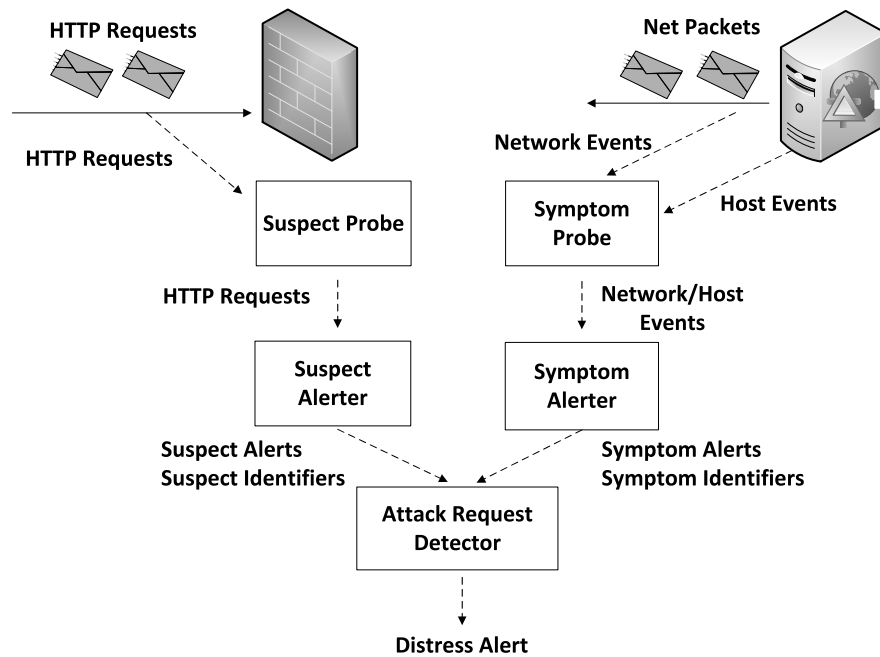 HTTP Requests
Net Packets
HTTP Requests
Network Events
Host Events
Suspect Probe
Symptom
Probe
HTTP Requests
Network/Host
Events
Suspect
Alerter
Symptom
Alerter
Suspect Alerts
Suspect Identifiers
Symptom Alerts
Symptom Identifiers
Attack Request
Detector
Distress Alert